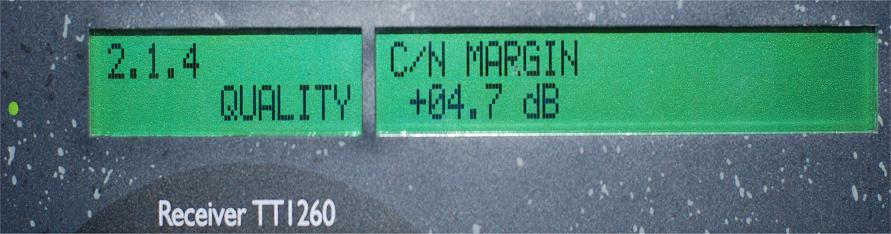 2.1.4
QUALITY
C/N MARGIN
+04.7 dB
Receiver TT1260